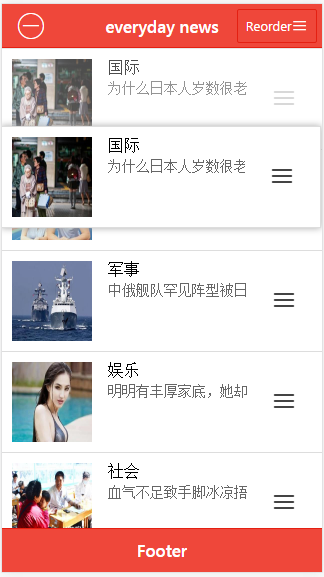 everyday news
Reorder
国际
为什么日本人岁数很老
国际
为什么日本人岁数很老
军事
中俄舰队罕见阵型被日
娱乐
明明有丰厚家底，她却
社会
血气不足致手脚冰凉捂
Footer